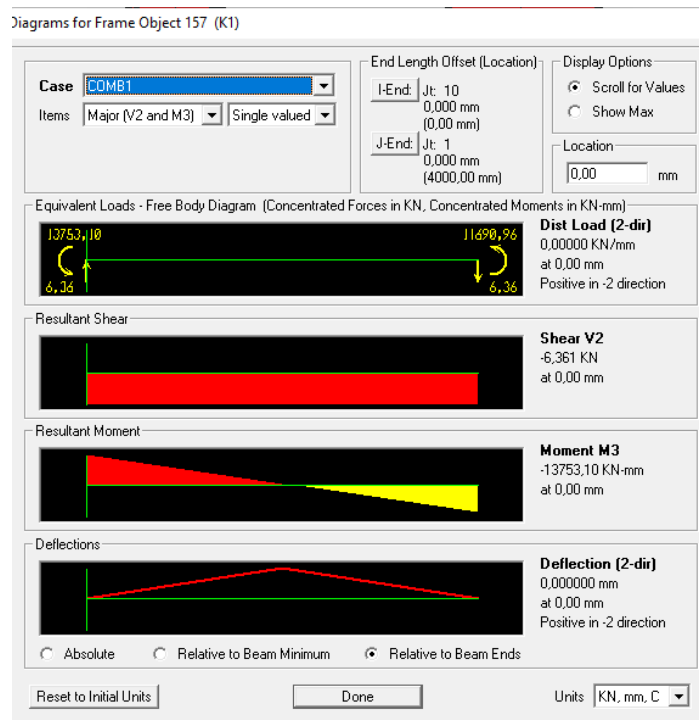 Diagrams for Frame Object 157 (K1)
Case COMB1
Items Major (V2 and M3) Single valued
End Length Offset (Location)
I-End: Jt: 10
0,000 mm
(0,00 mm)
J-End: Jt: 1
0,000 mm
(4000,00 mm)
Display Options
Scroll for Values
Show Max
Location
0,00 mm
Equivalent Loads - Free Body Diagram (Concentrated Forces in KN, Concentrated Moments in KN-mm)
13753,10 11690,96
6,36 6,36
Dist Load (2-dir)
0,00000 KN/mm
at 0,00 mm
Positive in -2 direction
Resultant Shear
Shear V2
-6,361 KN
at 0,00 mm
Resultant Moment
Moment M3
-13753,10 KN-mm
at 0,00 mm
Deflections
Deflection (2-dir)
0,000000 mm
at 0,00 mm
Positive in -2 direction
Absolute Relative to Beam Minimum Relative to Beam Ends
Reset to Initial Units Done Units KN, mm, C